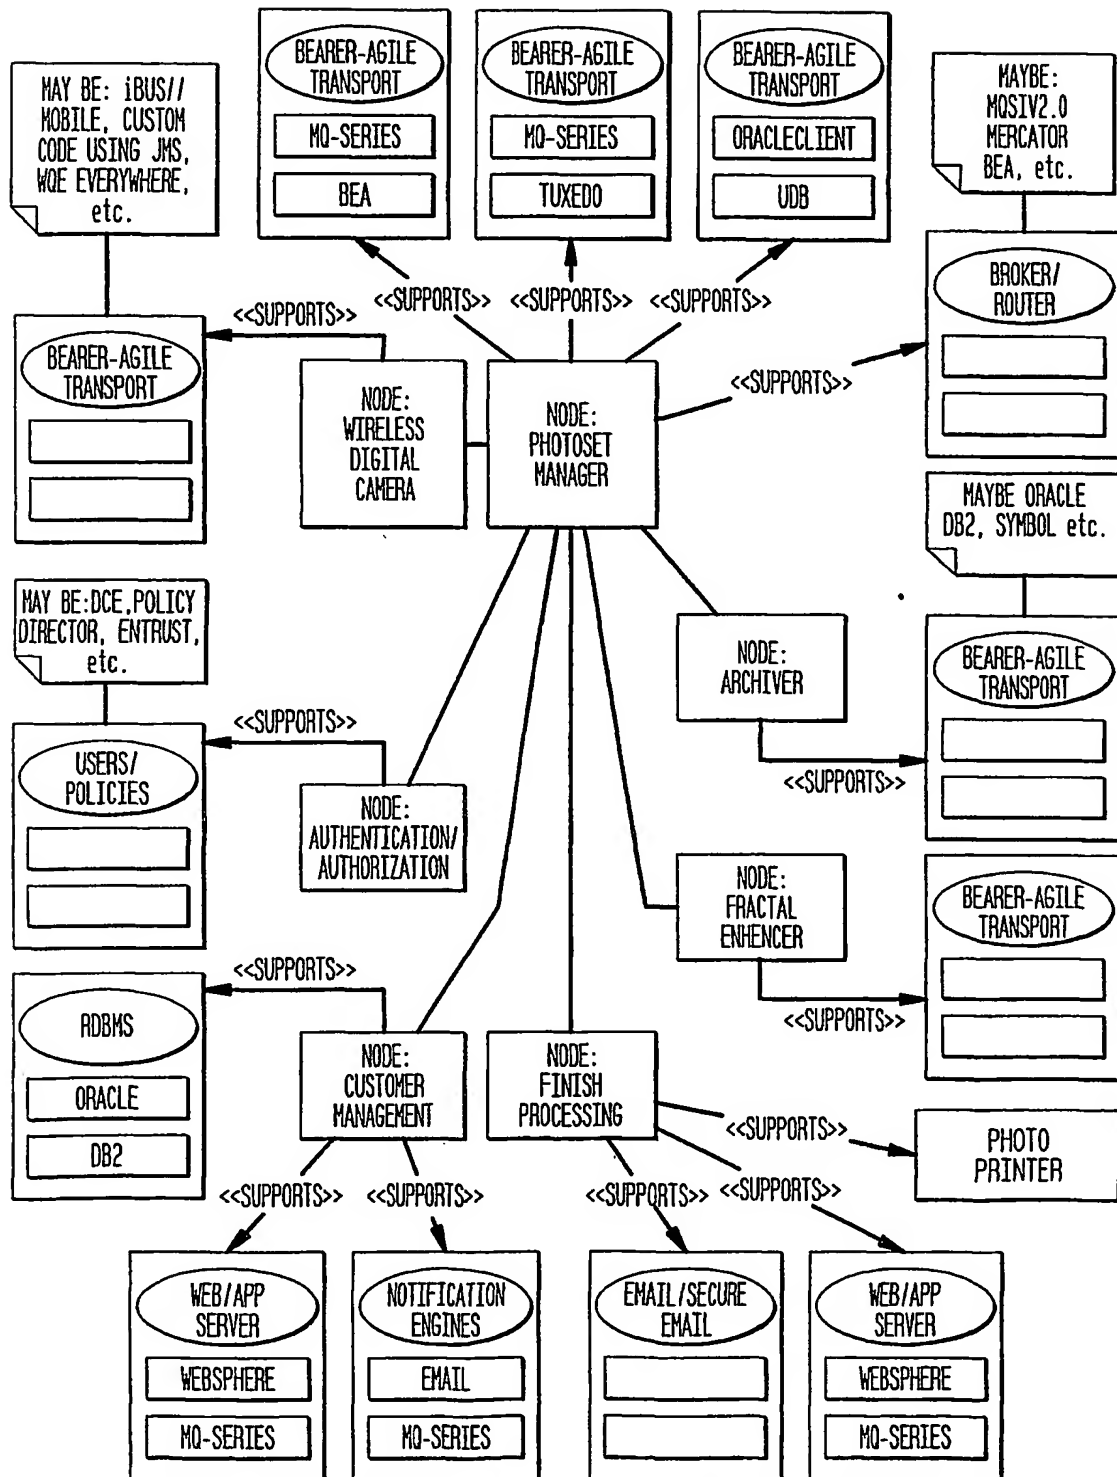 BEARER-AGILE
TRANSPORT
MQ-SERIES
BEA
BEARER-AGILE
TRANSPORT
MQ-SERIES
TUXEDO
BEARER-AGILE
TRANSPORT
ORACLECLIENT
UDB
MAY BE: iBUS//
MOBILE, CUSTOM
CODE USING JMS,
WQE EVERYWHERE,
etc.
MAYBE:
MQSIV2.0
MERCATOR
BEA, etc.
<<SUPPORTS>>
<<SUPPORTS>>
<<SUPPORTS>>
<<SUPPORTS>>
<<SUPPORTS>>
BEARER-AGILE
TRANSPORT
NODE:
WIRELESS
DIGITAL
CAMERA
NODE:
PHOTOSET
MANAGER
BROKER/
ROUTER
MAYBE ORACLE
DB2, SYMBOL etc.
MAY BE:DCE,POLICY
DIRECTOR, ENTRUST,
etc.
NODE:
ARCHIVER
BEARER-AGILE
TRANSPORT
<<SUPPORTS>>
<<SUPPORTS>>
USERS/
POLICIES
NODE:
AUTHENTICATION/
AUTHORIZATION
NODE:
FRACTAL
ENHENCER
BEARER-AGILE
TRANSPORT
<<SUPPORTS>>
<<SUPPORTS>>
RDBMS
ORACLE
DB2
NODE:
CUSTOMER
MANAGEMENT
NODE:
FINISH
PROCESSING
<<SUPPORTS>>
PHOTO
PRINTER
<<SUPPORTS>>
<<SUPPORTS>>
<<SUPPORTS>>
<<SUPPORTS>>
WEB/APP
SERVER
WEBSPHERE
MQ-SERIES
NOTIFICATION
ENGINES
EMAIL
MQ-SERIES
EMAIL/SECURE
EMAIL
WEB/APP
SERVER
WEBSPHERE
MQ-SERIES